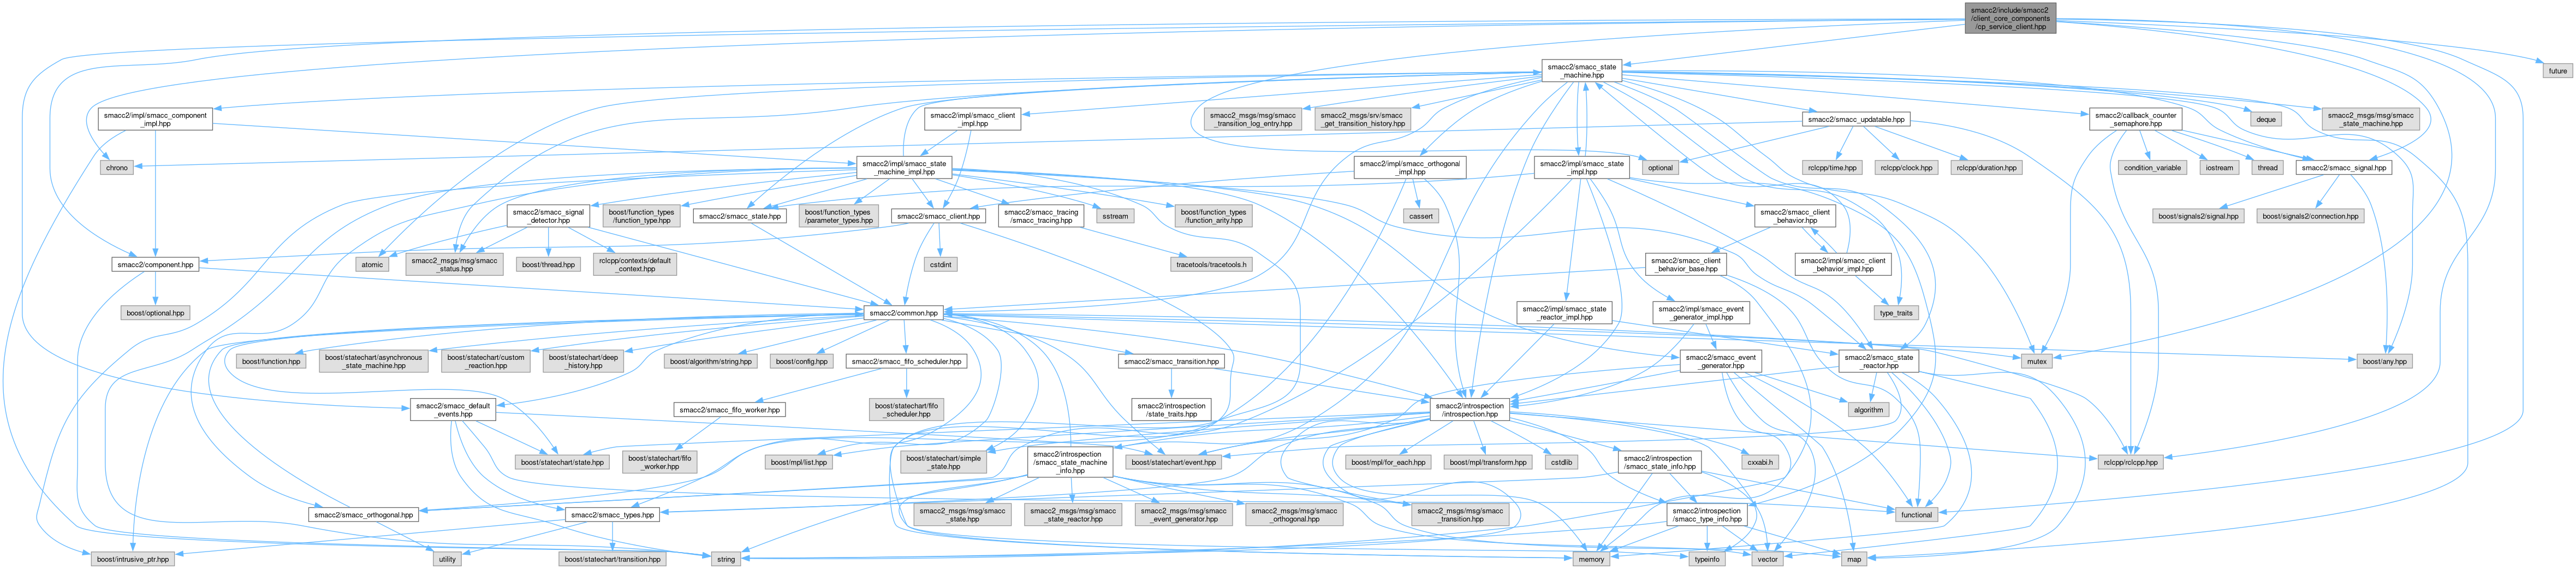 smacc2/include/smacc2
/client_core_components
/cp_service_client.hpp
smacc2/smacc_state
_machine.hpp
future
smacc2/impl/smacc_component
_impl.hpp
smacc2/impl/smacc_client
_impl.hpp
smacc2_msgs/msg/smacc
_transition_log_entry.hpp
smacc2_msgs/srv/smacc
_get_transition_history.hpp
smacc2/smacc_updatable.hpp
smacc2/callback_counter
_semaphore.hpp
deque
smacc2_msgs/msg/smacc
_state_machine.hpp
chrono
smacc2/impl/smacc_state
_machine_impl.hpp
smacc2/impl/smacc_orthogonal
_impl.hpp
smacc2/impl/smacc_state
_impl.hpp
optional
rclcpp/time.hpp
rclcpp/clock.hpp
rclcpp/duration.hpp
condition_variable
iostream
thread
smacc2/smacc_signal.hpp
smacc2/smacc_signal
_detector.hpp
boost/function_types
/function_type.hpp
smacc2/smacc_state.hpp
boost/function_types
/parameter_types.hpp
smacc2/smacc_client.hpp
smacc2/smacc_tracing
/smacc_tracing.hpp
sstream
boost/function_types
/function_arity.hpp
cassert
smacc2/smacc_client
_behavior.hpp
boost/signals2/signal.hpp
boost/signals2/connection.hpp
smacc2/component.hpp
atomic
smacc2_msgs/msg/smacc
_status.hpp
boost/thread.hpp
rclcpp/contexts/default
_context.hpp
cstdint
tracetools/tracetools.h
smacc2/smacc_client
_behavior_base.hpp
smacc2/impl/smacc_client
_behavior_impl.hpp
boost/optional.hpp
smacc2/common.hpp
smacc2/impl/smacc_state
_reactor_impl.hpp
smacc2/impl/smacc_event
_generator_impl.hpp
type_traits
boost/function.hpp
boost/statechart/asynchronous
_state_machine.hpp
boost/statechart/custom
_reaction.hpp
boost/statechart/deep
_history.hpp
boost/algorithm/string.hpp
boost/config.hpp
smacc2/smacc_fifo_scheduler.hpp
smacc2/smacc_transition.hpp
smacc2/smacc_event
_generator.hpp
smacc2/smacc_state
_reactor.hpp
mutex
boost/any.hpp
smacc2/smacc_default
_events.hpp
smacc2/smacc_fifo_worker.hpp
boost/statechart/fifo
_scheduler.hpp
smacc2/introspection
/state_traits.hpp
smacc2/introspection
/introspection.hpp
algorithm
boost/statechart/state.hpp
boost/statechart/fifo
_worker.hpp
boost/mpl/list.hpp
boost/statechart/simple
_state.hpp
smacc2/introspection
/smacc_state_machine
_info.hpp
boost/statechart/event.hpp
boost/mpl/for_each.hpp
boost/mpl/transform.hpp
cstdlib
smacc2/introspection
/smacc_state_info.hpp
cxxabi.h
rclcpp/rclcpp.hpp
smacc2/smacc_orthogonal.hpp
smacc2/smacc_types.hpp
smacc2_msgs/msg/smacc
_state.hpp
smacc2_msgs/msg/smacc
_state_reactor.hpp
smacc2_msgs/msg/smacc
_event_generator.hpp
smacc2_msgs/msg/smacc
_orthogonal.hpp
smacc2_msgs/msg/smacc
_transition.hpp
smacc2/introspection
/smacc_type_info.hpp
functional
boost/intrusive_ptr.hpp
utility
boost/statechart/transition.hpp
string
memory
typeinfo
vector
map